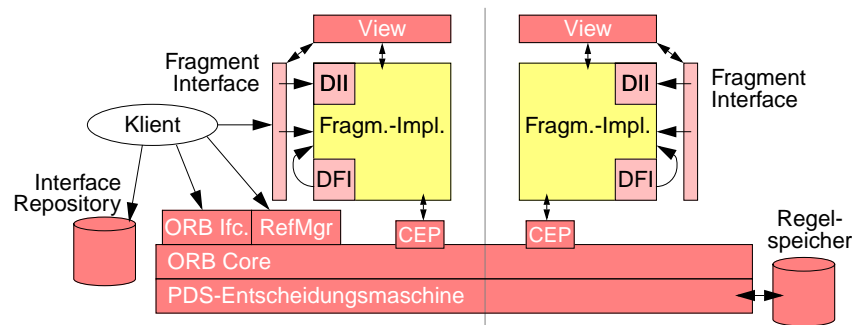 View
View
Fragment
Interface
DII
DII
Fragment
Interface
Klient
Fragm.-Impl.
Fragm.-Impl.
DFI
DFI
Interface
Repository
ORB Ifc.
RefMgr
CEP
CEP
Regel-
speicher
ORB Core
PDS-Entscheidungsmaschine